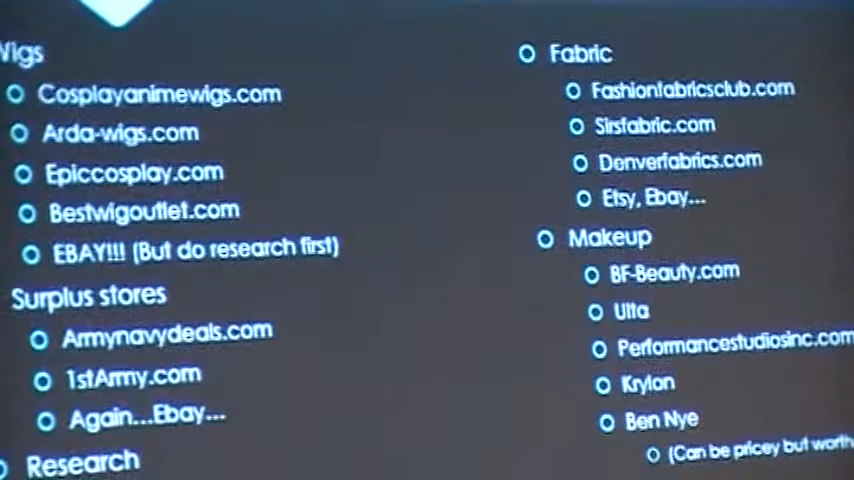 Wigs
Cosplayanimewigs.com
Arda-wigs.com
Epiccosplay.com
Bestwigoutlet.com
EBAY!!! (But do research first)
Surplus stores
Armynavydeals.com
1stArmy.com
Again...Ebay...
Research
Fabric
Fashionfabricsclub.com
Sirsfabric.com
Denverfabrics.com
Etsy, Ebay...
Makeup
BF-Beauty.com
Ulta
Performancestudiosinc.com
Krylon
Ben Nye
(Can be pricey but worth